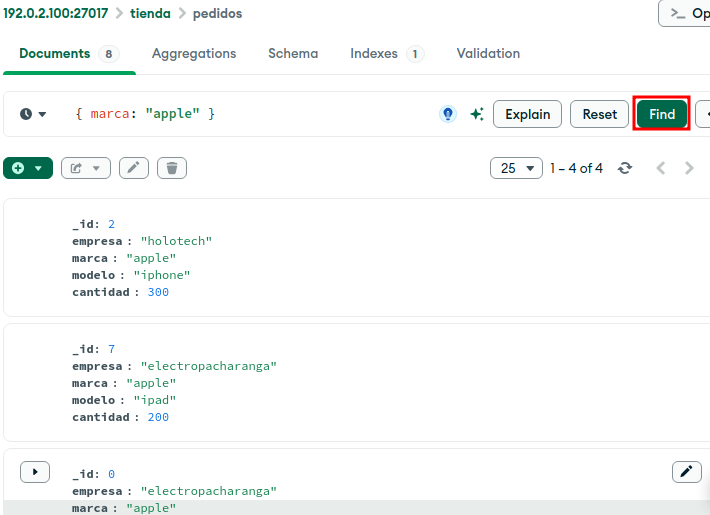 192.0.2.100:27017 > tienda > pedidos
>_ Op
Documents 8 Aggregations Schema Indexes 1 Validation
{ marca: "apple" }
Explain Reset Find
25 1 – 4 of 4
_id: 2
empresa : "holotech"
marca : "apple"
modelo : "iphone"
cantidad : 300
_id: 7
empresa : "electropacharanga"
marca : "apple"
modelo : "ipad"
cantidad : 200
_id: 0
empresa : "electropacharanga"
marca : "apple"